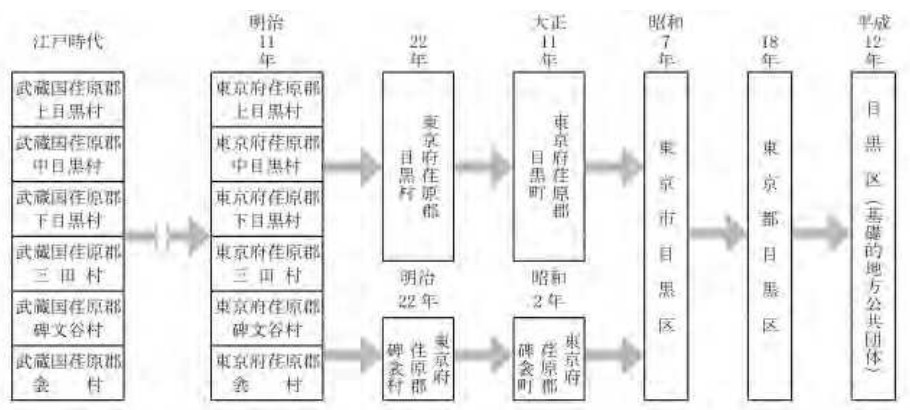 江戸時代
武蔵国荏原郡
上目黒村
武蔵国荏原郡
中目黒村
武蔵国荏原郡
下目黒村
武蔵国荏原郡
三田村
武蔵国荏原郡
碑文谷村
武蔵国荏原郡
衾村
明治
11
年
東京府荏原郡
上目黒村
東京府荏原郡
中目黒村
東京府荏原郡
下目黒村
東京府荏原郡
三田村
東京府荏原郡
碑文谷村
東京府荏原郡
衾村
22
年
東京府荏原郡
目黒村
明治
22年
東京府
荏原郡
碑衾村
大正
11
年
東京府荏原郡
目黒町
昭和
2年
東京府
荏原郡
碑衾町
昭和
7
年
東京市目黒区
18
年
東京都目黒区
平成
12
年
目黒区(基礎的地方公共団体)